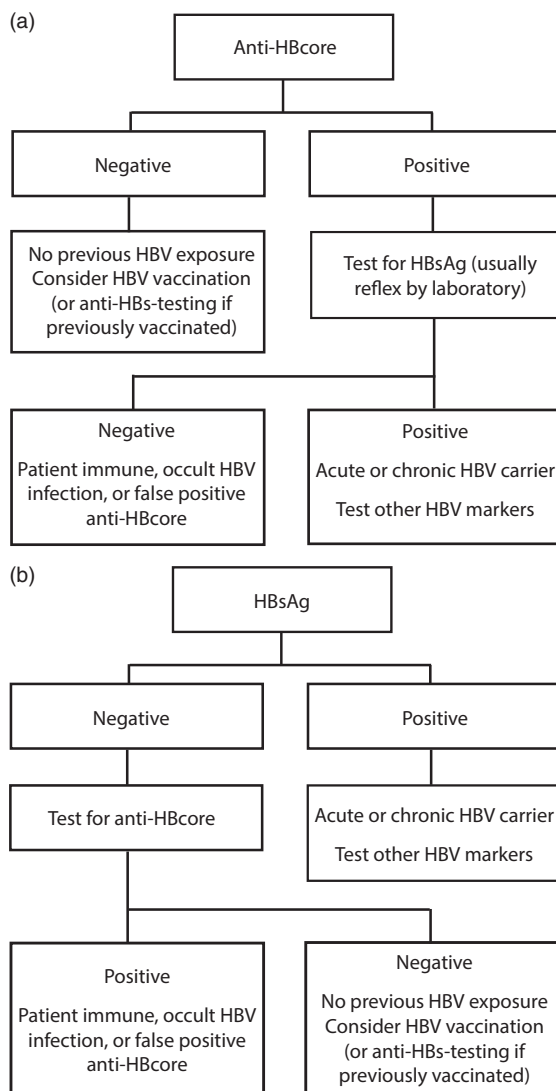 (a)
Anti-HBcore
Negative
Positive
No previous HBV exposure
Consider HBV vaccination
(or anti-HBs-testing if
previously vaccinated)
Test for HBsAg (usually
reflex by laboratory)
Negative
Patient immune, occult HBV
infection, or false positive
anti-HBcore
Positive
Acute or chronic HBV carrier
Test other HBV markers
(b)
HBsAg
Negative
Positive
Test for anti-HBcore
Acute or chronic HBV carrier
Test other HBV markers
Positive
Patient immune, occult HBV
infection, or false positive
anti-HBcore
Negative
No previous HBV exposure
Consider HBV vaccination
(or anti-HBs-testing if
previously vaccinated)